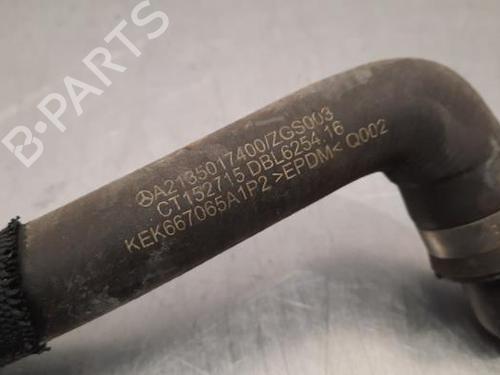 B-PARTS
A2135017400/ZGS003
CT152715 DBL6254.16
KEK667065A1P2 >EPDM< Q002